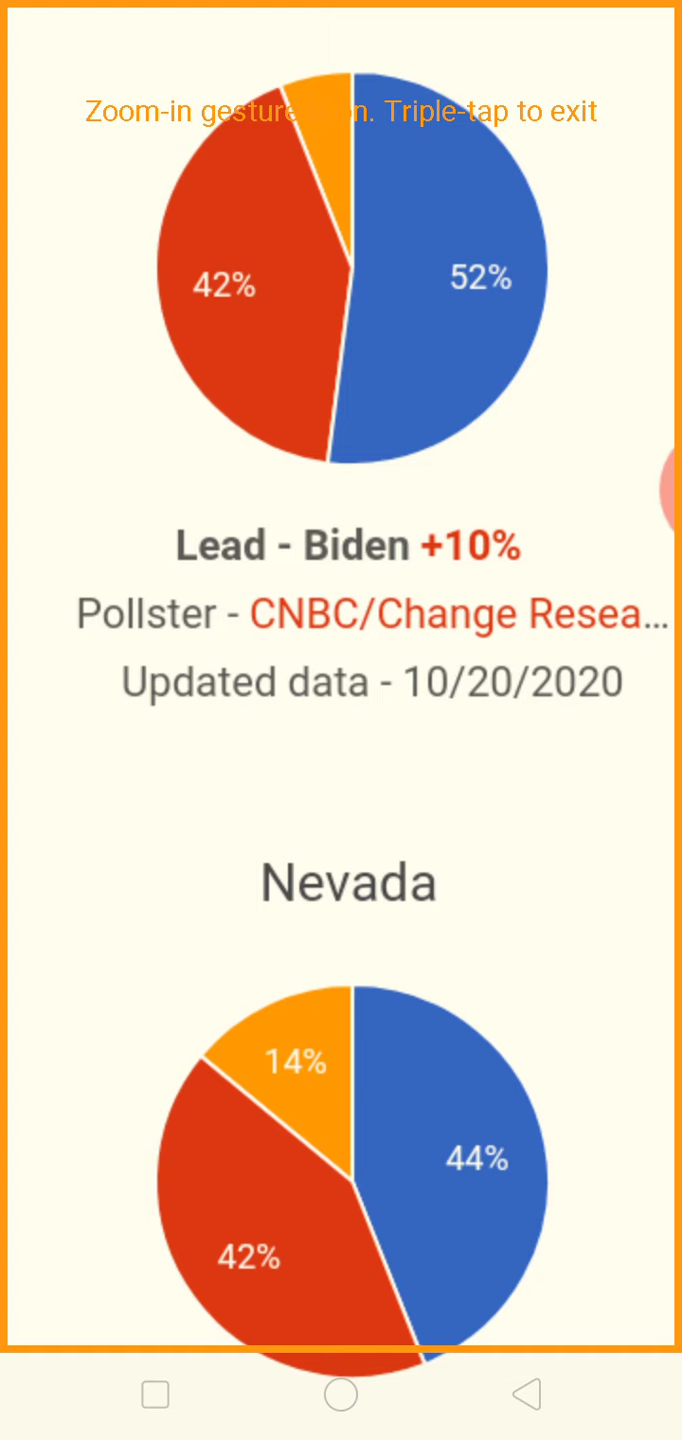 Zoom-in gesture n. Triple-tap to exit
42%
52%
Lead - Biden +10%
Pollster - CNBC/Change Resea...
Updated data - 10/20/2020
Nevada
14%
44%
42%